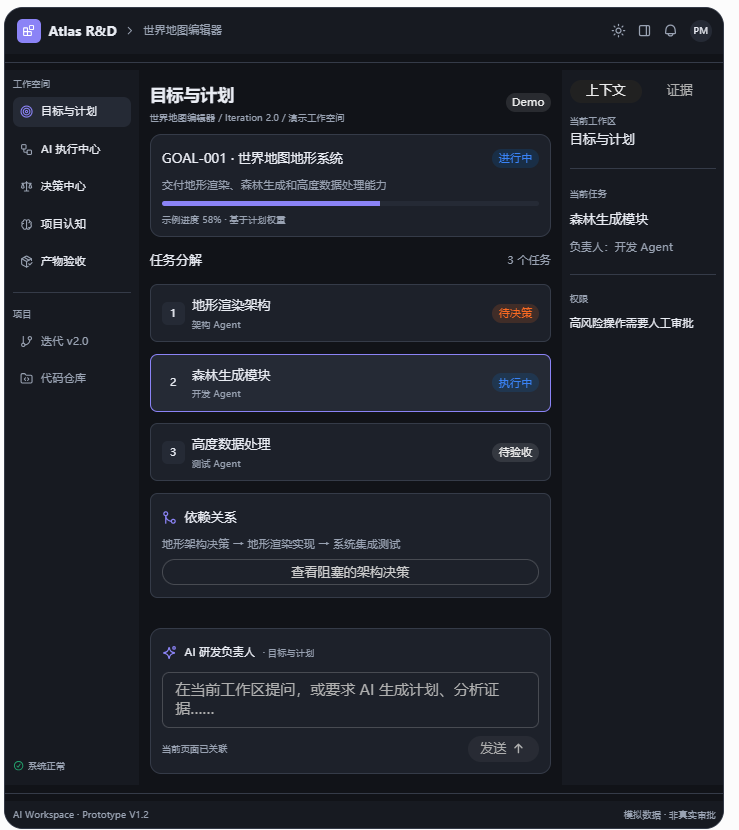 Atlas R&D > 世界地图编辑器
PM
工作空间
目标与计划
AI 执行中心
决策中心
项目认知
产物验收
项目
迭代 v2.0
代码仓库
系统正常
目标与计划
世界地图编辑器 / Iteration 2.0 / 演示工作空间
Demo
GOAL-001 · 世界地图地形系统
进行中
交付地形渲染、森林生成和高度数据处理能力
示例进度 58% · 基于计划权重
任务分解
3 个任务
1
地形渲染架构
架构 Agent
待决策
2
森林生成模块
开发 Agent
执行中
3
高度数据处理
测试 Agent
待验收
依赖关系
地形架构决策 → 地形渲染实现 → 系统集成测试
查看阻塞的架构决策
AI 研发负责人 · 目标与计划
在当前工作区提问，或要求 AI 生成计划、分析证
据……
当前页面已关联
发送 ↑
上下文
证据
当前工作区
目标与计划
当前任务
森林生成模块
负责人：开发 Agent
权限
高风险操作需要人工审批
AI Workspace · Prototype V1.2
模拟数据 · 非真实审批